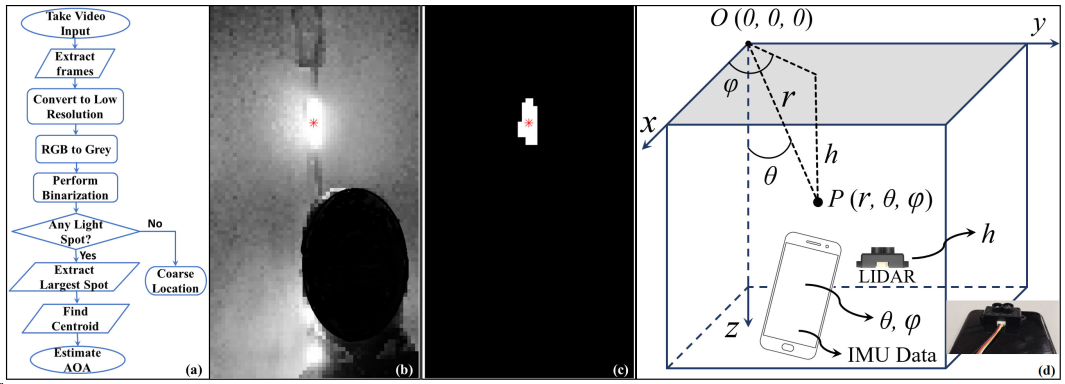 Take Video
Input
Extract
frames
Convert to Low
Resolution
RGB to Grey
Perform
Binarization
Any Light
Spot?
No
Yes
Extract
Largest Spot
Coarse
Location
Find
Centroid
Estimate
AOA
(a)
(b)
(c)
O (0, 0, 0)
y
φ
r
x
h
θ
P (r, θ, φ)
h
LIDAR
z
θ, φ
IMU Data
(d)